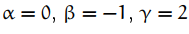 α = 0, β = −1, γ = 2